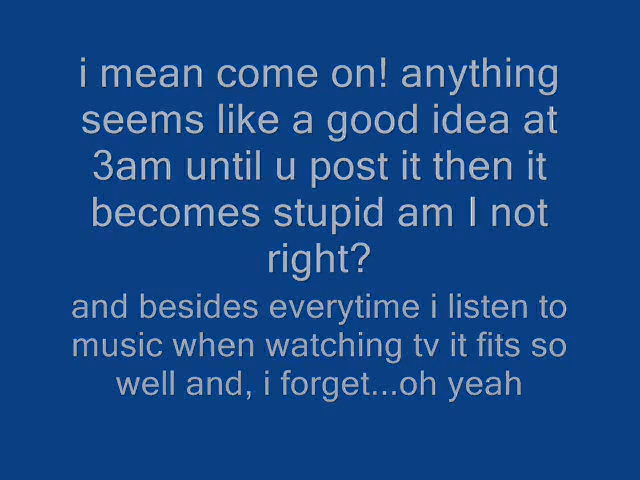 i mean come on! anything
seems like a good idea at
3am until u post it then it
becomes stupid am I not
right?
and besides everytime i listen to
music when watching tv it fits so
well and, i forget...oh yeah